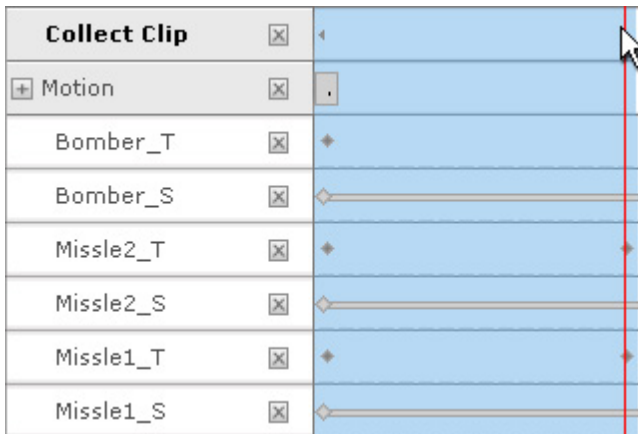 Collect Clip
Motion
Bomber_T
Bomber_S
Missle2_T
Missle2_S
Missle1_T
Missle1_S